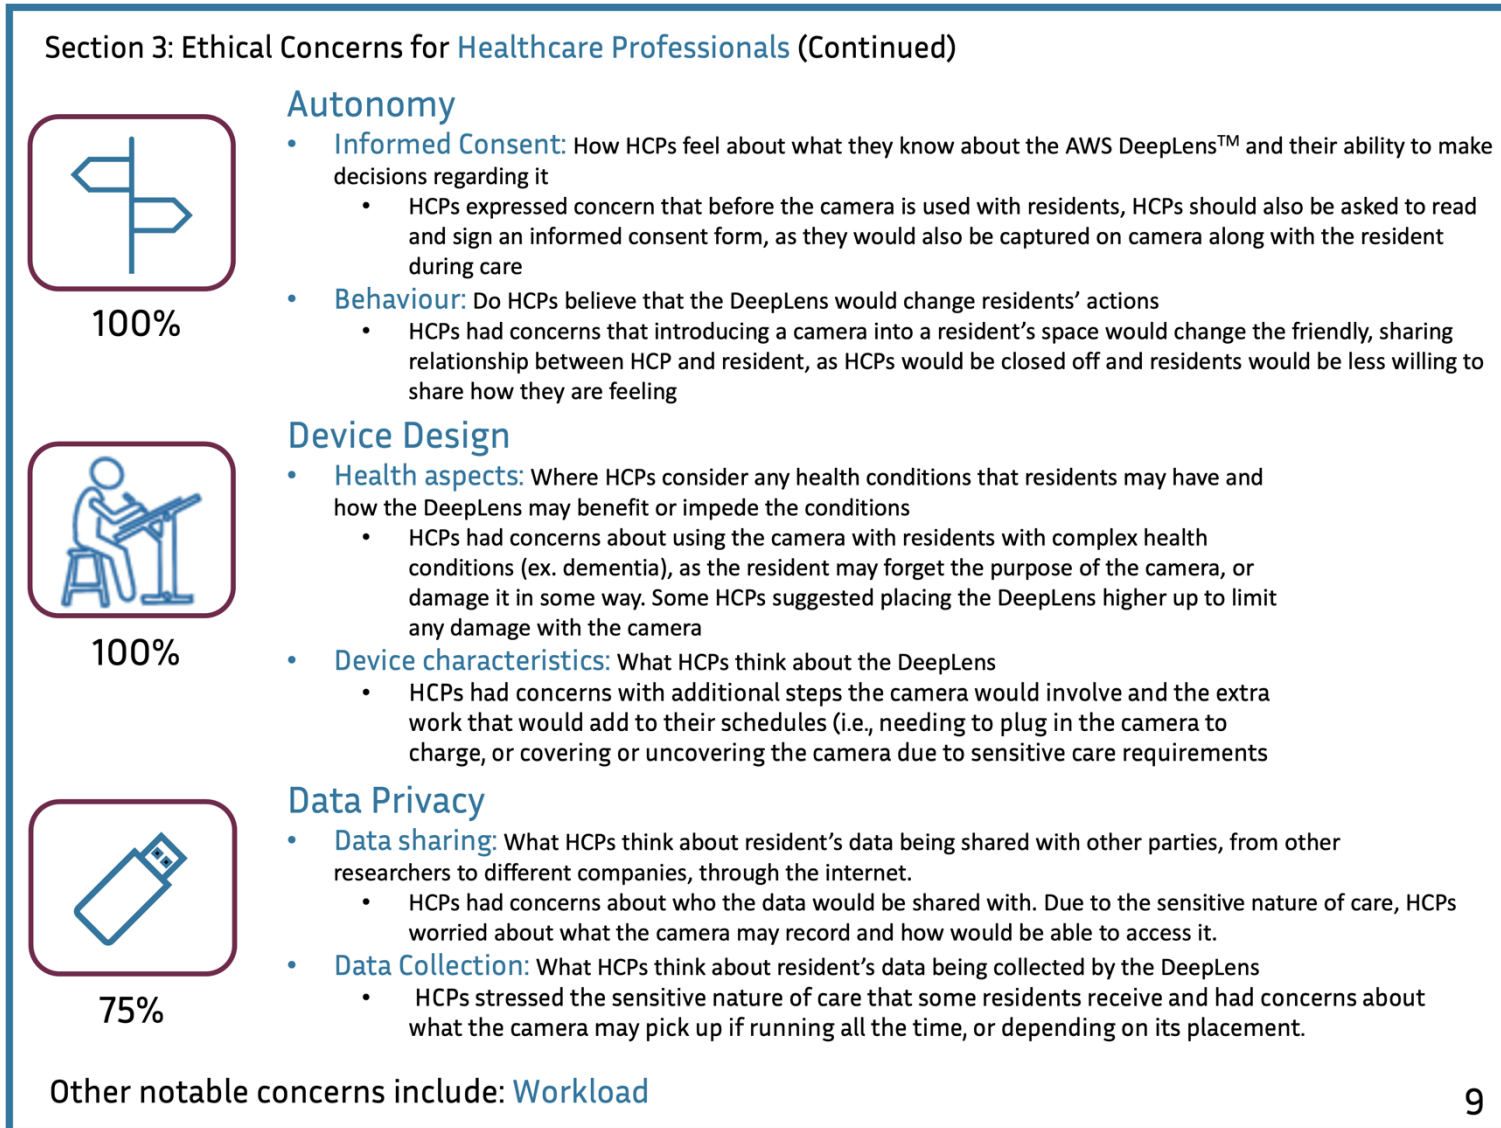 Section 3: Ethical Concerns for Healthcare Professionals (Continued)
Autonomy
• Informed Consent: How HCPs feel about what they know about the AWS DeepLens™ and their ability to make
decisions regarding it
• HCPs expressed concern that before the camera is used with residents, HCPs should also be asked to read
and sign an informed consent form, as they would also be captured on camera along with the resident
during care
• Behaviour: Do HCPs believe that the DeepLens would change residents’ actions
• HCPs had concerns that introducing a camera into a resident’s space would change the friendly, sharing
relationship between HCP and resident, as HCPs would be closed off and residents would be less willing to
share how they are feeling
100%
Device Design
• Health aspects: Where HCPs consider any health conditions that residents may have and
how the DeepLens may benefit or impede the conditions
• HCPs had concerns about using the camera with residents with complex health
conditions (ex. dementia), as the resident may forget the purpose of the camera, or
damage it in some way. Some HCPs suggested placing the DeepLens higher up to limit
any damage with the camera
• Device characteristics: What HCPs think about the DeepLens
• HCPs had concerns with additional steps the camera would involve and the extra
work that would add to their schedules (i.e., needing to plug in the camera to
charge, or covering or uncovering the camera due to sensitive care requirements
100%
Data Privacy
• Data sharing: What HCPs think about resident’s data being shared with other parties, from other
researchers to different companies, through the internet.
• HCPs had concerns about who the data would be shared with. Due to the sensitive nature of care, HCPs
worried about what the camera may record and how would be able to access it.
• Data Collection: What HCPs think about resident’s data being collected by the DeepLens
• HCPs stressed the sensitive nature of care that some residents receive and had concerns about
what the camera may pick up if running all the time, or depending on its placement.
75%
Other notable concerns include: Workload
9